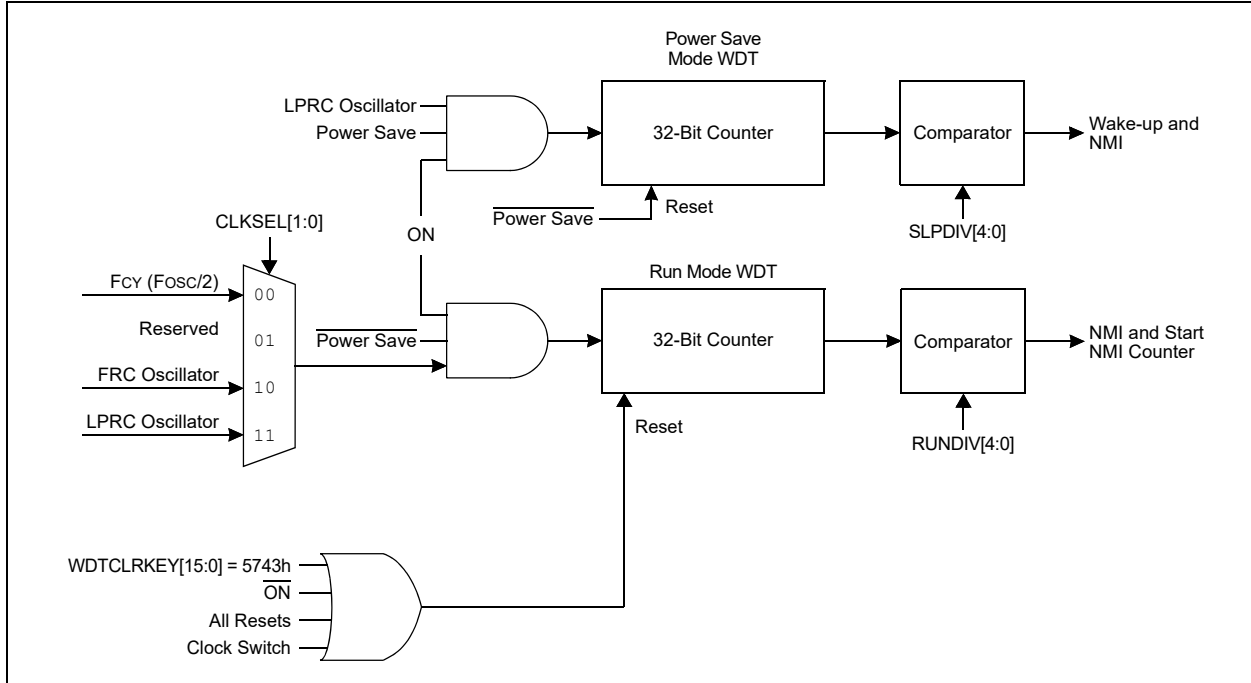 Power Save
Mode WDT
LPRC Oscillator
Power Save
32-Bit Counter
Comparator
Wake-up and
NMI
Power Save
Reset
SLPDIV[4:0]
CLKSEL[1:0]
ON
Run Mode WDT
FCY (FOSC/2)
00
Reserved
01
Power Save
32-Bit Counter
Comparator
NMI and Start
NMI Counter
FRC Oscillator
10
LPRC Oscillator
11
Reset
RUNDIV[4:0]
WDTCLRKEY[15:0] = 5743h
ON
All Resets
Clock Switch